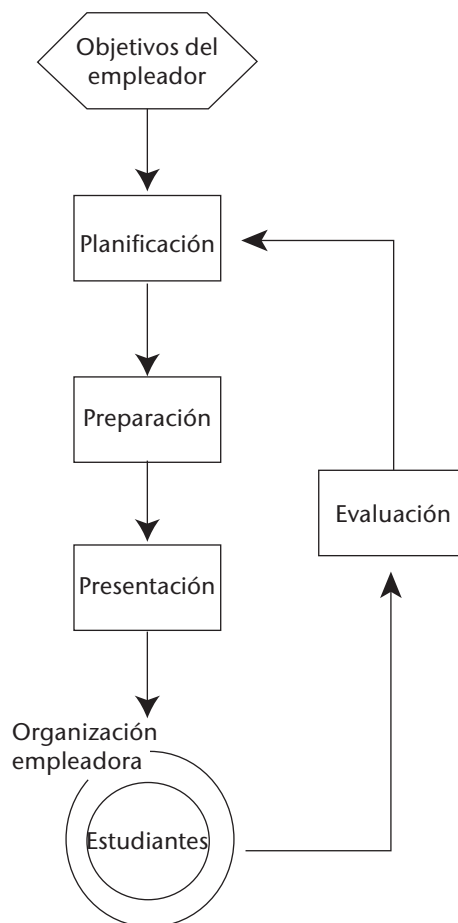 Objetivos del
empleador
Planificación
Preparación
Evaluación
Presentación
Organización
empleadora
Estudiantes